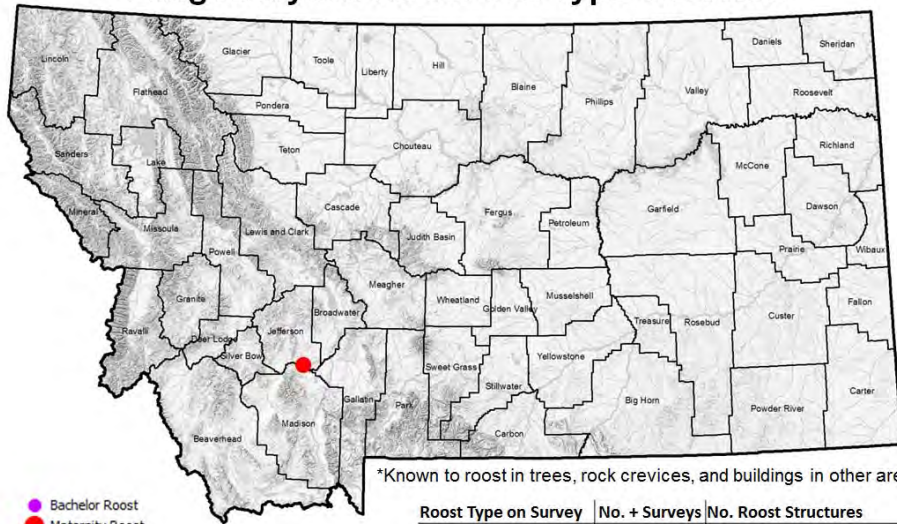 Daniels
Sheridan
Glacier
Toole
Liberty
Hill
Lincoln
Flathead
Blaine
Phillips
Valley
Roosevelt
Pondera
Teton
Chouteau
Richland
McCone
Sanders
Lake
Cascade
Fergus
Petroleum
Garfield
Dawson
Mineral
Missoula
Lewis and Clark
Judith Basin
Prairie
Wibaux
Powell
Meagher
Granite
Broadwater
Wheatland
Golden Valley
Musselshell
Fallon
Custer
Ravalli
Jefferson
Treasure
Rosebud
Deer Lodge
Silver Bow
Sweet Grass
Yellowstone
Stillwater
Gallatin
Park
Big Horn
Carter
Madison
Powder River
Beaverhead
Carbon
*Known to roost in trees, rock crevices, and buildings in other are
Bachelor Roost
Maternity Roost
Roost Type on Survey No. + Surveys No. Roost Structures